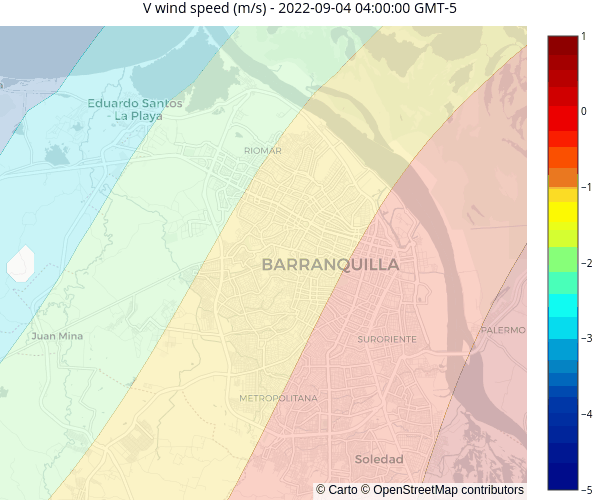 V wind speed (m/s) - 2022-09-04 04:00:00 GMT-5
1
Eduardo Santos
- La Playa
0
RIOMAR
−1
BARRANQUILLA
−2
Juan Mina
SURORIENTE
PALERMO
−3
METROPOLITANA
−4
Soledad
© Carto © OpenStreetMap contributors
−5